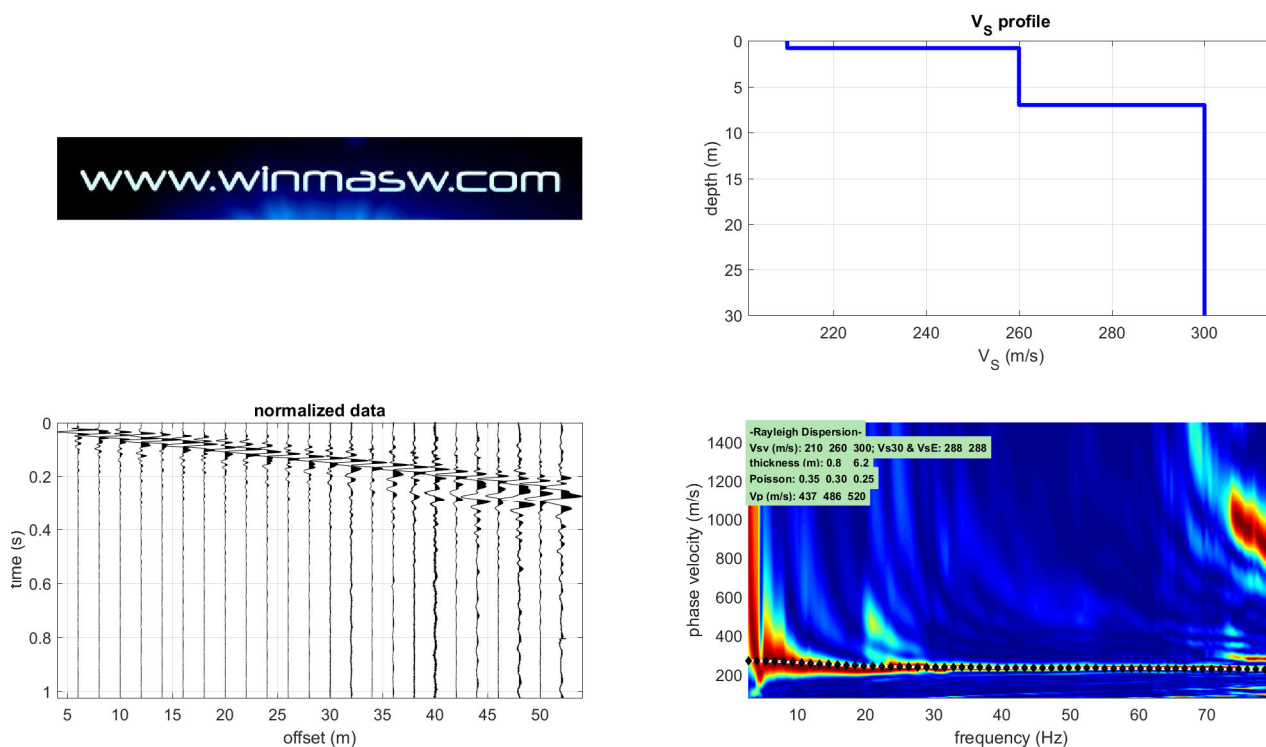 www.winmasw.com
V_S profile
0
5
10
15
20
25
30
depth (m)
220 240 260 280 300
V_S (m/s)
normalized data
0
0.2
0.4
0.6
0.8
1
time (s)
5 10 15 20 25 30 35 40 45 50
offset (m)
-Rayleigh Dispersion-
Vsv (m/s): 210 260 300; Vs30 & VsE: 288 288
thickness (m): 0.8 6.2
Poisson: 0.35 0.30 0.25
Vp (m/s): 437 486 520
1400
1200
1000
800
600
400
200
phase velocity (m/s)
10 20 30 40 50 60 70
frequency (Hz)